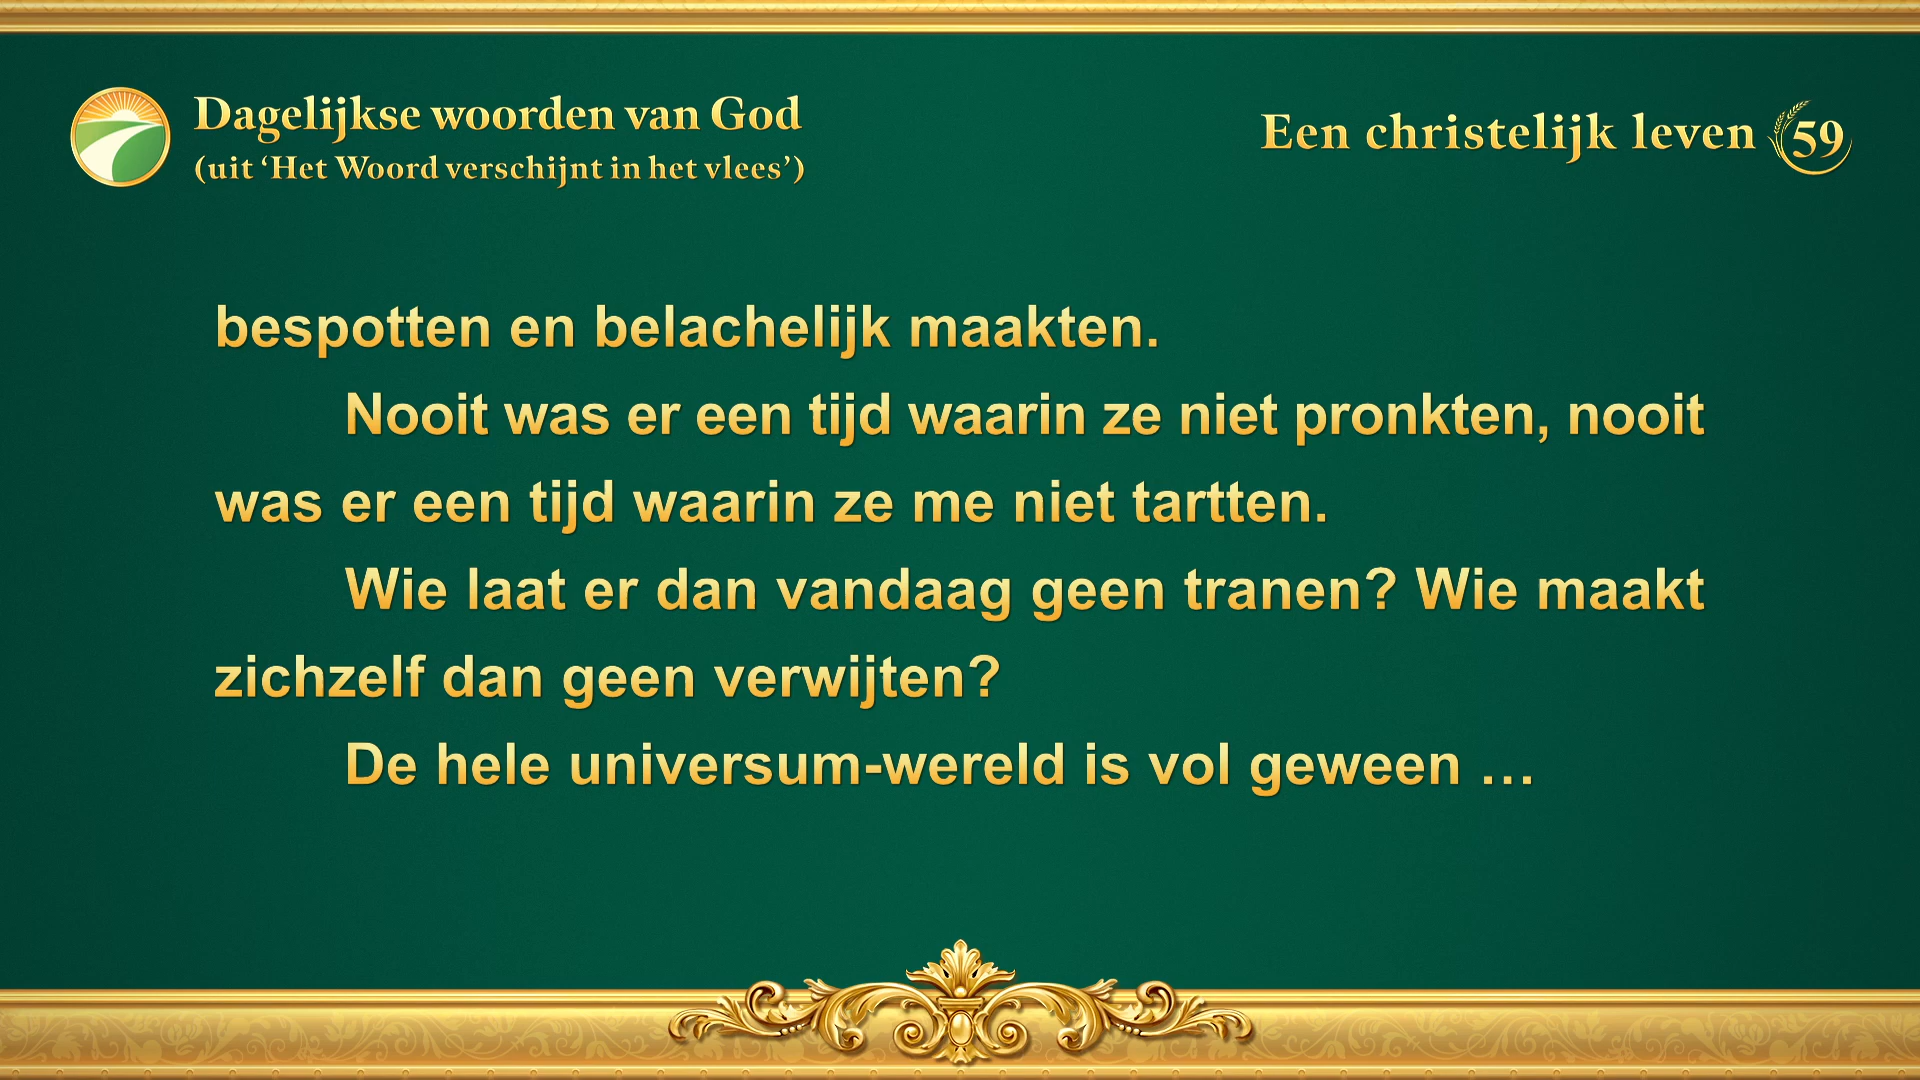 Dagelijkse woorden van God
(uit ‘Het Woord verschijnt in het vlees’)
Een christelijk leven 59
bespotten en belachelijk maakten.
Nooit was er een tijd waarin ze niet pronkten, nooit
was er een tijd waarin ze me niet tartten.
Wie laat er dan vandaag geen tranen? Wie maakt
zichzelf dan geen verwijten?
De hele universum-wereld is vol geween …